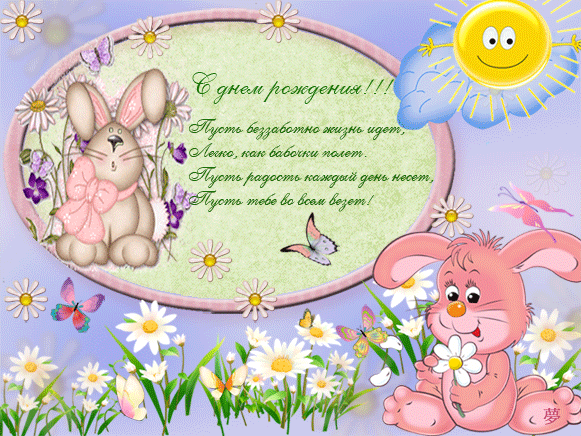 С днем рождения!!!
Пусть беззаботно жизнь идет,
Легко, как бабочки полет.
Пусть радость каждый день несет,
Пусть тебе во всем везет!
夢